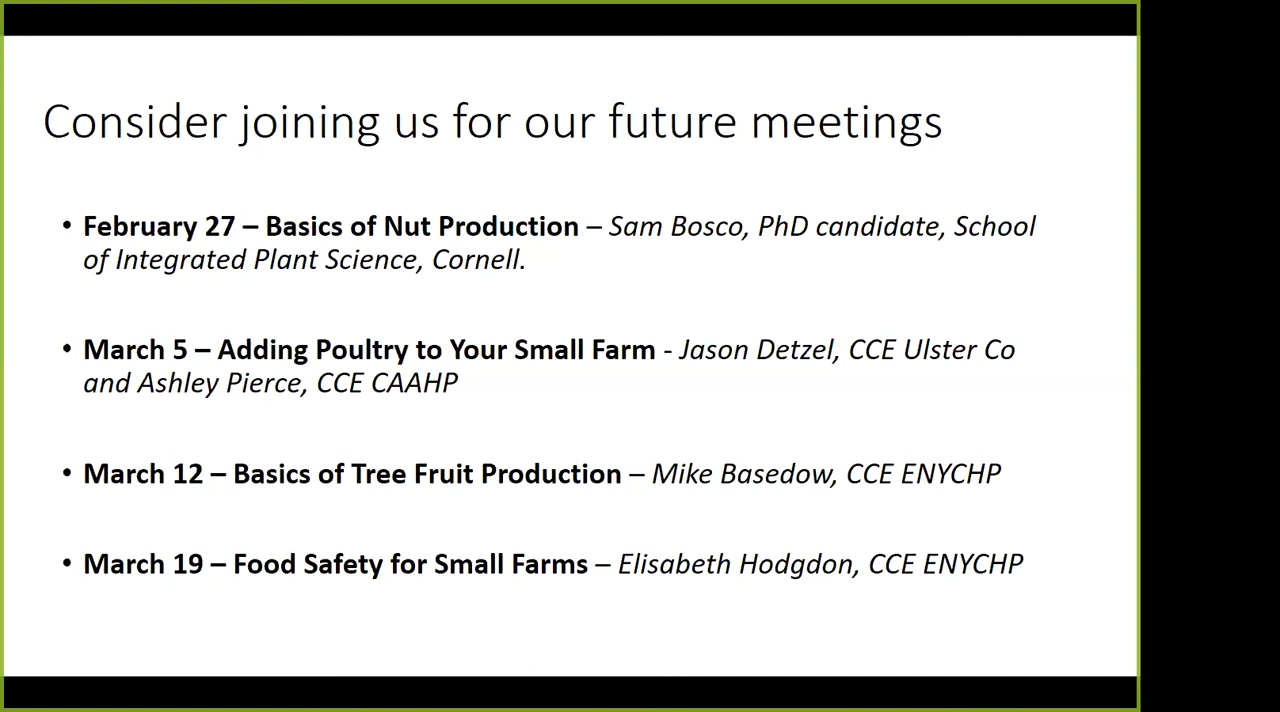 Consider joining us for our future meetings
• February 27 – Basics of Nut Production – Sam Bosco, PhD candidate, School
of Integrated Plant Science, Cornell.
• March 5 – Adding Poultry to Your Small Farm - Jason Detzel, CCE Ulster Co
and Ashley Pierce, CCE CAAHP
• March 12 – Basics of Tree Fruit Production – Mike Basedow, CCE ENYCHP
• March 19 – Food Safety for Small Farms – Elisabeth Hodgdon, CCE ENYCHP